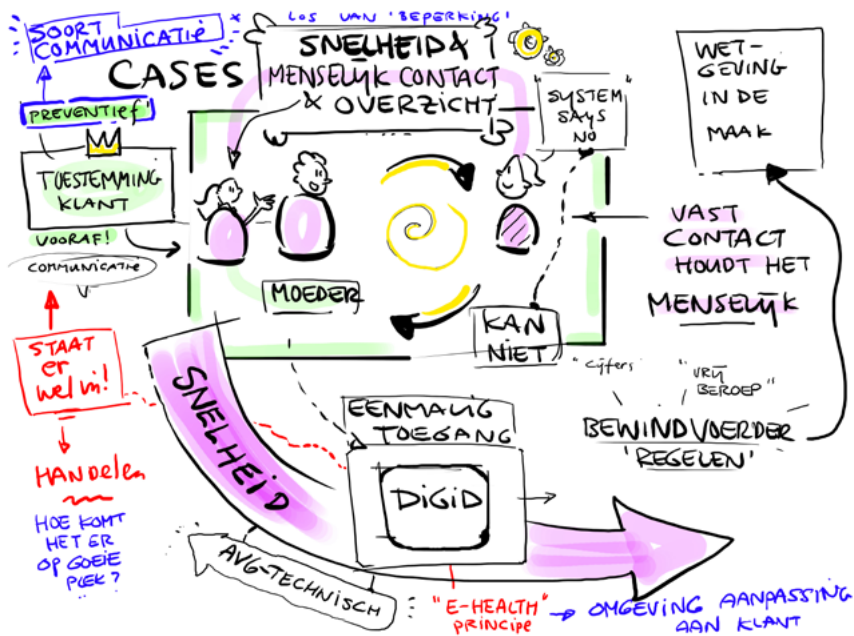 SOORT
COMMUNICATIE
LOS VAN 'BEPERKING'
CASES
SNELHEID &
MENSELIJK CONTACT
& OVERZICHT
"SYSTEM
SAYS
NO
WET-
GEVING
IN DE
MAAK
PREVENTIEF
TOESTEMMING
KLANT
VOORAF!
COMMUNICATIE
MOEDER
KAN
NIET
VAST
CONTACT
HOUDT HET
MENSELIJK
STAAT
er
wel in!
HANDELEN
HOE KOMT
HET ER
OP GOEIE
PLEK?
SNELHEID
EENMALIG
TOEGANG
DIGID
"Cijfers"
"VRIJ
BEROEP"
BEWINDVOERDER
'REGELEN'
AVG-TECHNISCH
"E-HEALTH"
PRINCIPE
OMGEVING AANPASSING
AAN KLANT